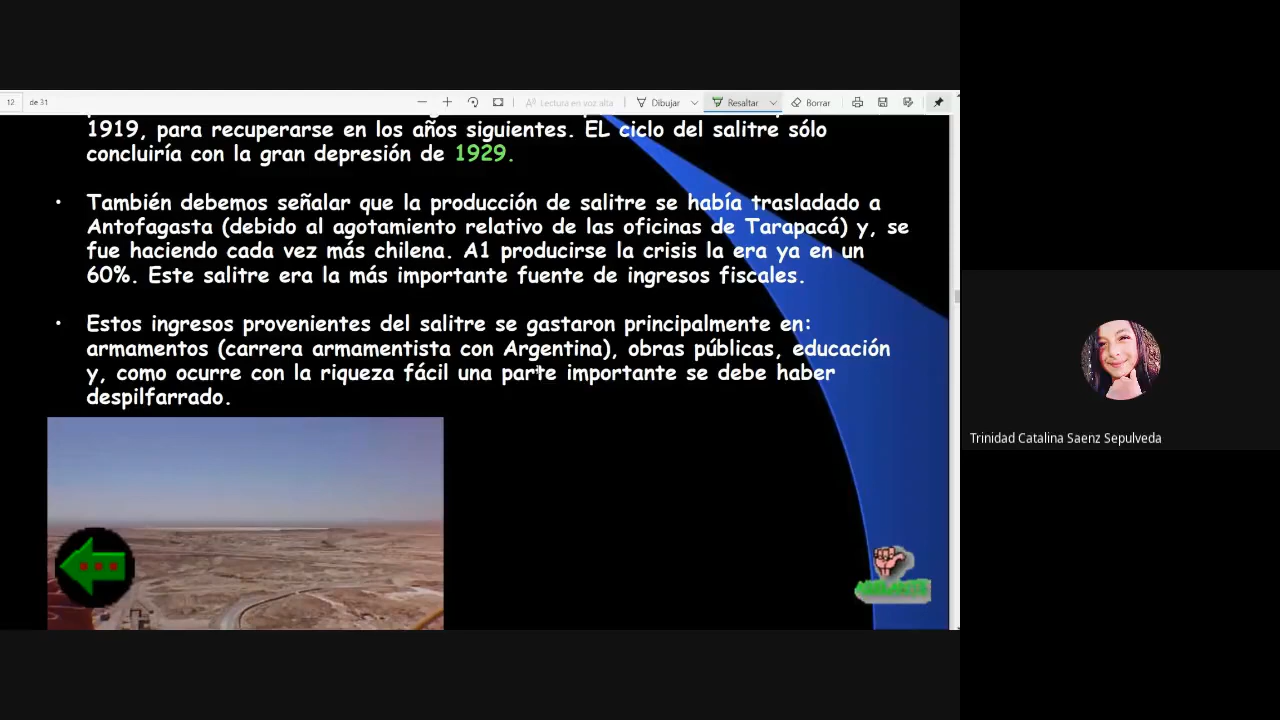 12 de 31 Lectura en voz alta Dibujar Resaltar Borrar
1919, para recuperarse en los años siguientes. EL ciclo del salitre sólo
concluiría con la gran depresión de 1929.
• También debemos señalar que la producción de salitre se había trasladado a
Antofagasta (debido al agotamiento relativo de las oficinas de Tarapacá) y, se
fue haciendo cada vez más chilena. A1 producirse la crisis la era ya en un
60%. Este salitre era la más importante fuente de ingresos fiscales.
• Estos ingresos provenientes del salitre se gastaron principalmente en:
armamentos (carrera armamentista con Argentina), obras públicas, educación
y, como ocurre con la riqueza fácil una parte importante se debe haber
despilfarrado.
Trinidad Catalina Saenz Sepulveda